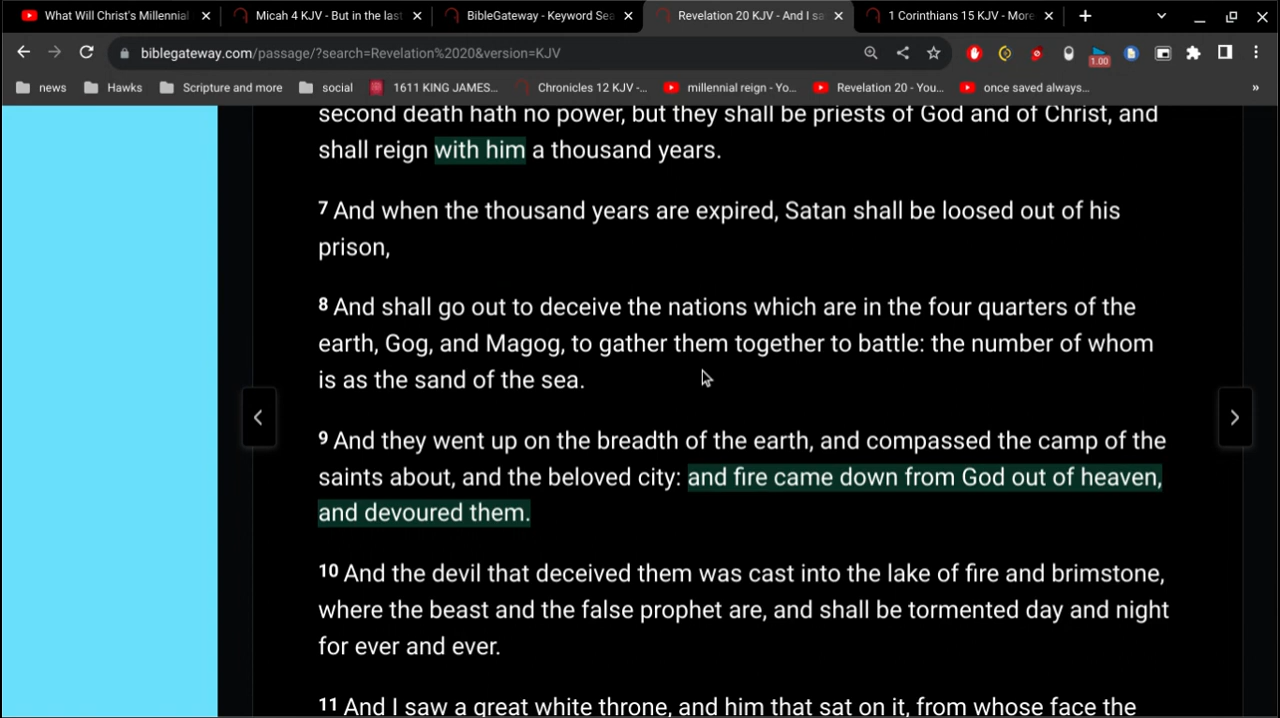 What Will Christ's Millennial
Micah 4 KJV - But in the last
BibleGateway - Keyword Sea
Revelation 20 KJV - And I sa
1 Corinthians 15 KJV - More
biblegateway.com/passage/?search=Revelation%2020&version=KJV
1.00
news
Hawks
Scripture and more
social
1611 KING JAMES...
Chronicles 12 KJV -...
millennial reign - Yo...
Revelation 20 - You...
once saved always...
»
second death hath no power, but they shall be priests of God and of Christ, and
shall reign with him a thousand years.
7 And when the thousand years are expired, Satan shall be loosed out of his
prison,
8 And shall go out to deceive the nations which are in the four quarters of the
earth, Gog, and Magog, to gather them together to battle: the number of whom
is as the sand of the sea.
9 And they went up on the breadth of the earth, and compassed the camp of the
saints about, and the beloved city: and fire came down from God out of heaven,
and devoured them.
10 And the devil that deceived them was cast into the lake of fire and brimstone,
where the beast and the false prophet are, and shall be tormented day and night
for ever and ever.
11 And I saw a great white throne, and him that sat on it, from whose face the